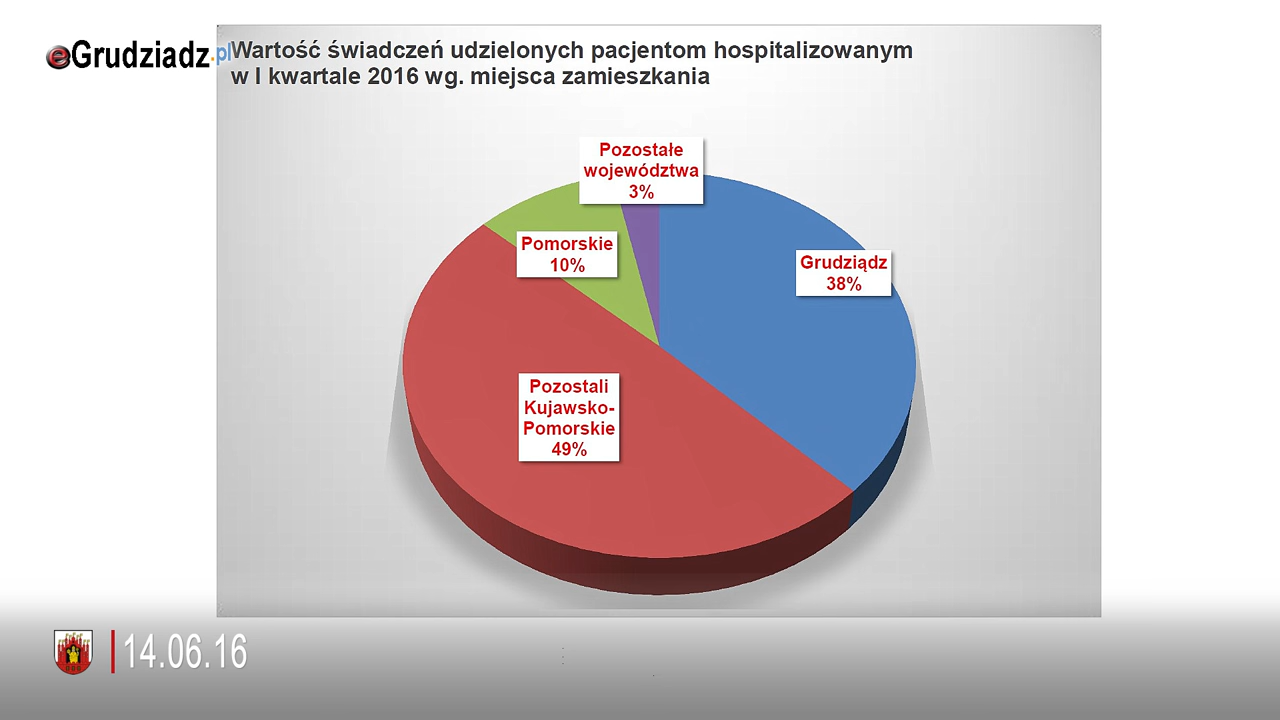 eGrudziadz.pl
Wartość świadczeń udzielonych pacjentom hospitalizowanym
w I kwartale 2016 wg. miejsca zamieszkania
Pozostałe
województwa
3%
Pomorskie
10%
Grudziądz
38%
Pozostali
Kujawsko-
Pomorskie
49%
14.06.16